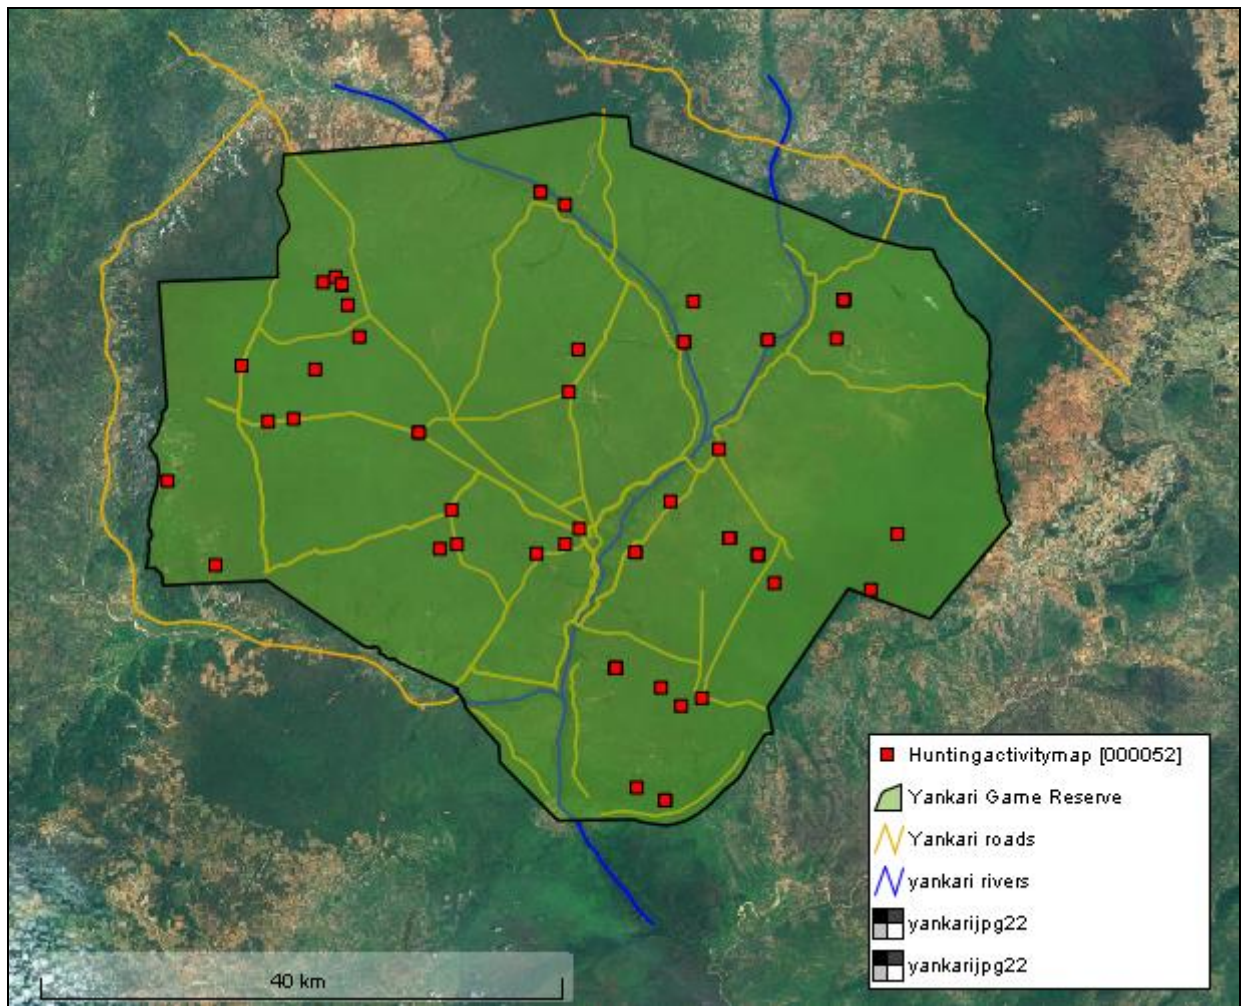 Huntingactivitymap [000052]
Yankari Game Reserve
Yankari roads
yankari rivers
yankarijpg22
yankarijpg22
40 km